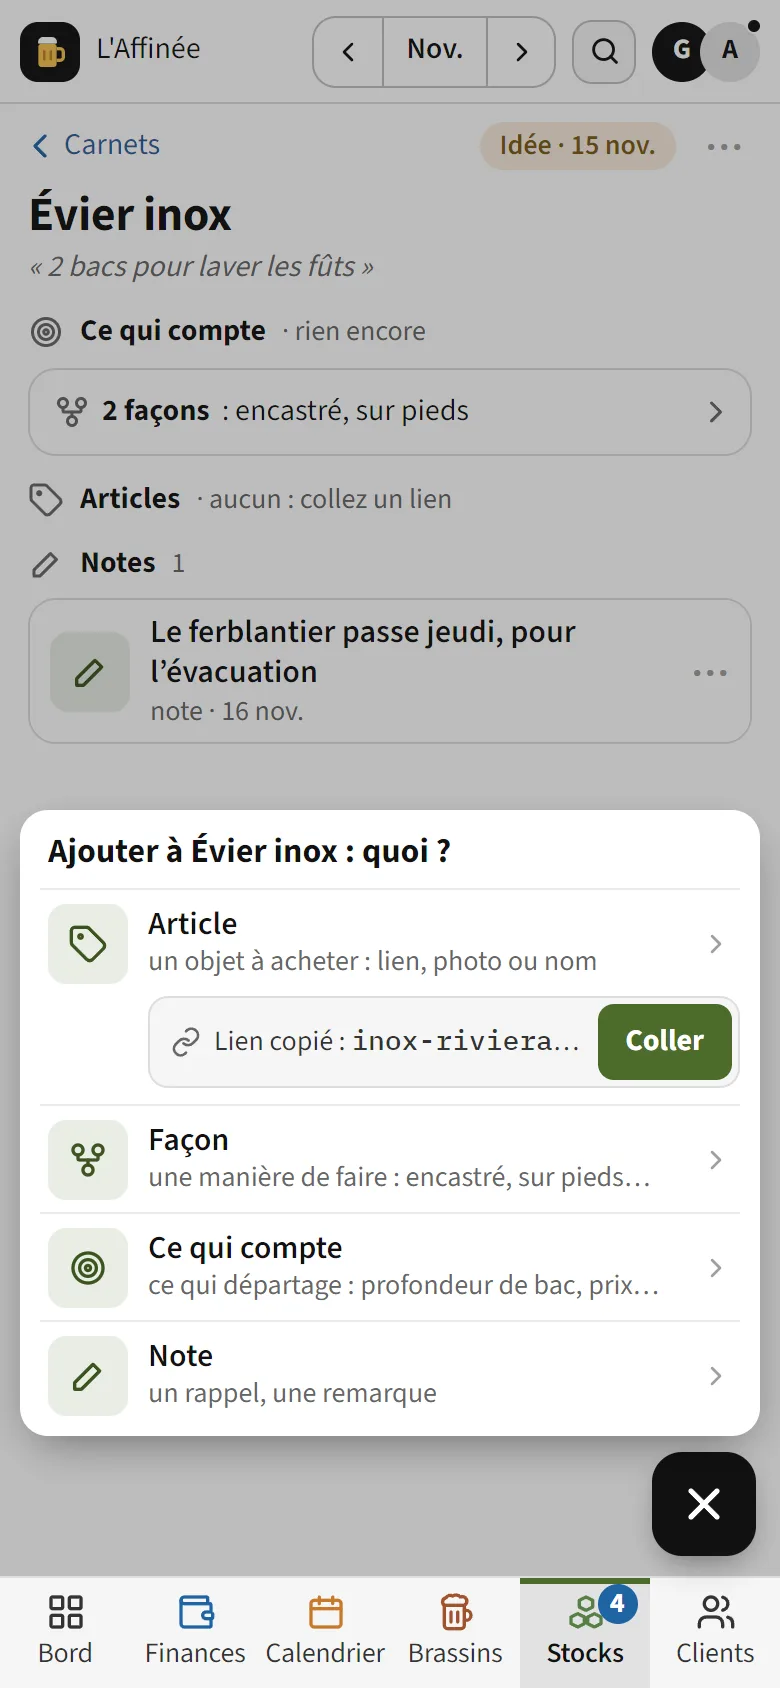 L'Affinée
Nov.
G
A
Carnets
Idée · 15 nov.
Évier inox
« 2 bacs pour laver les fûts »
Ce qui compte · rien encore
2 façons : encastré, sur pieds
Articles · aucun : collez un lien
Notes 1
Le ferblantier passe jeudi, pour
l’évacuation
note · 16 nov.
Ajouter à Évier inox : quoi ?
Article
un objet à acheter : lien, photo ou nom
Lien copié : inox-riviera…
Coller
Façon
une manière de faire : encastré, sur pieds…
Ce qui compte
ce qui départage : profondeur de bac, prix…
Note
un rappel, une remarque
4
Bord
Finances
Calendrier
Brassins
Stocks
Clients